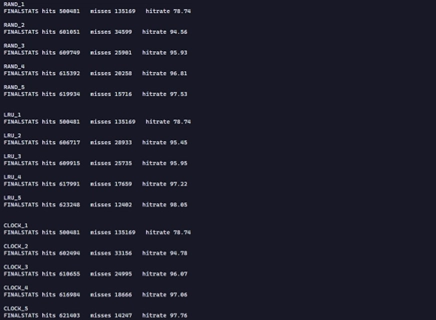 RAND_1
FINALSTATS hits 500481 misses 135169 hitrate 78.74
RAND_2
FINALSTATS hits 601051 misses 34599 hitrate 94.56
RAND_3
FINALSTATS hits 609749 misses 25901 hitrate 95.93
RAND_4
FINALSTATS hits 615392 misses 20258 hitrate 96.81
RAND_5
FINALSTATS hits 619934 misses 15716 hitrate 97.53
LRU_1
FINALSTATS hits 500481 misses 135169 hitrate 78.74
LRU_2
FINALSTATS hits 606717 misses 28933 hitrate 95.45
LRU_3
FINALSTATS hits 609915 misses 25735 hitrate 95.95
LRU_4
FINALSTATS hits 617991 misses 17659 hitrate 97.22
LRU_5
FINALSTATS hits 623248 misses 12402 hitrate 98.05
CLOCK_1
FINALSTATS hits 500481 misses 135169 hitrate 78.74
CLOCK_2
FINALSTATS hits 602494 misses 33156 hitrate 94.78
CLOCK_3
FINALSTATS hits 610655 misses 24995 hitrate 96.07
CLOCK_4
FINALSTATS hits 616984 misses 18666 hitrate 97.06
CLOCK_5
FINALSTATS hits 621403 misses 14247 hitrate 97.76